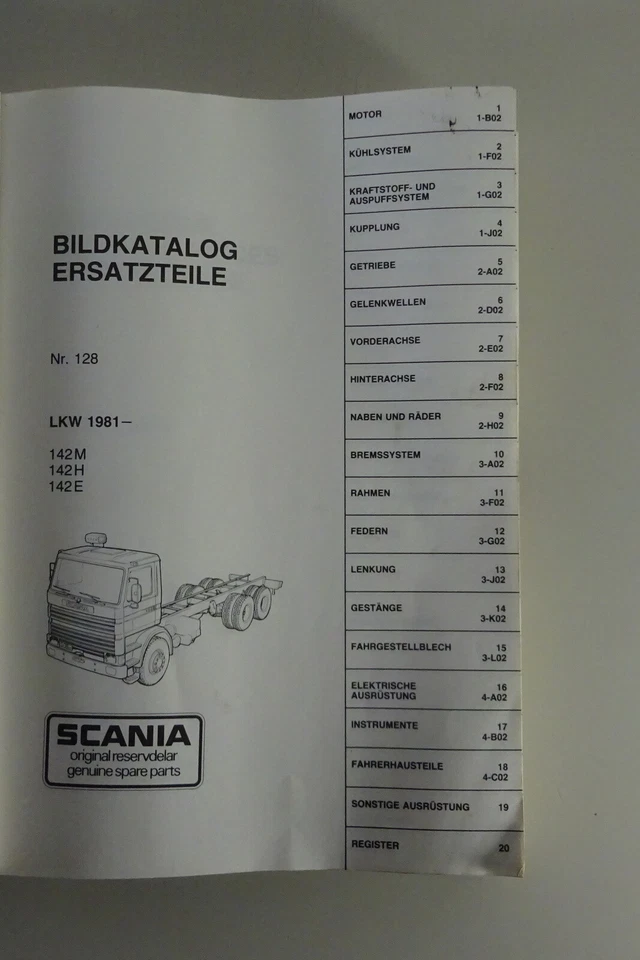 BILDKATALOG
ERSATZTEILE
Nr. 128
LKW 1981–
142M
142H
142E
SCANIA
original reservdelar
genuine spare parts
MOTOR 1
1-B02
KÜHLSYSTEM 2
1-F02
KRAFTSTOFF- UND 3
AUSPUFFSYSTEM 1-G02
KUPPLUNG 4
1-J02
GETRIEBE 5
2-A02
GELENKWELLEN 6
2-D02
VORDERACHSE 7
2-E02
HINTERACHSE 8
2-F02
NABEN UND RÄDER 9
2-H02
BREMSSYSTEM 10
3-A02
RAHMEN 11
3-F02
FEDERN 12
3-G02
LENKUNG 13
3-J02
GESTÄNGE 14
3-K02
FAHRGESTELLBLECH 15
3-L02
ELEKTRISCHE 16
AUSRÜSTUNG 4-A02
INSTRUMENTE 17
4-B02
FAHRERHAUSTEILE 18
4-C02
SONSTIGE AUSRÜSTUNG 19
REGISTER 20